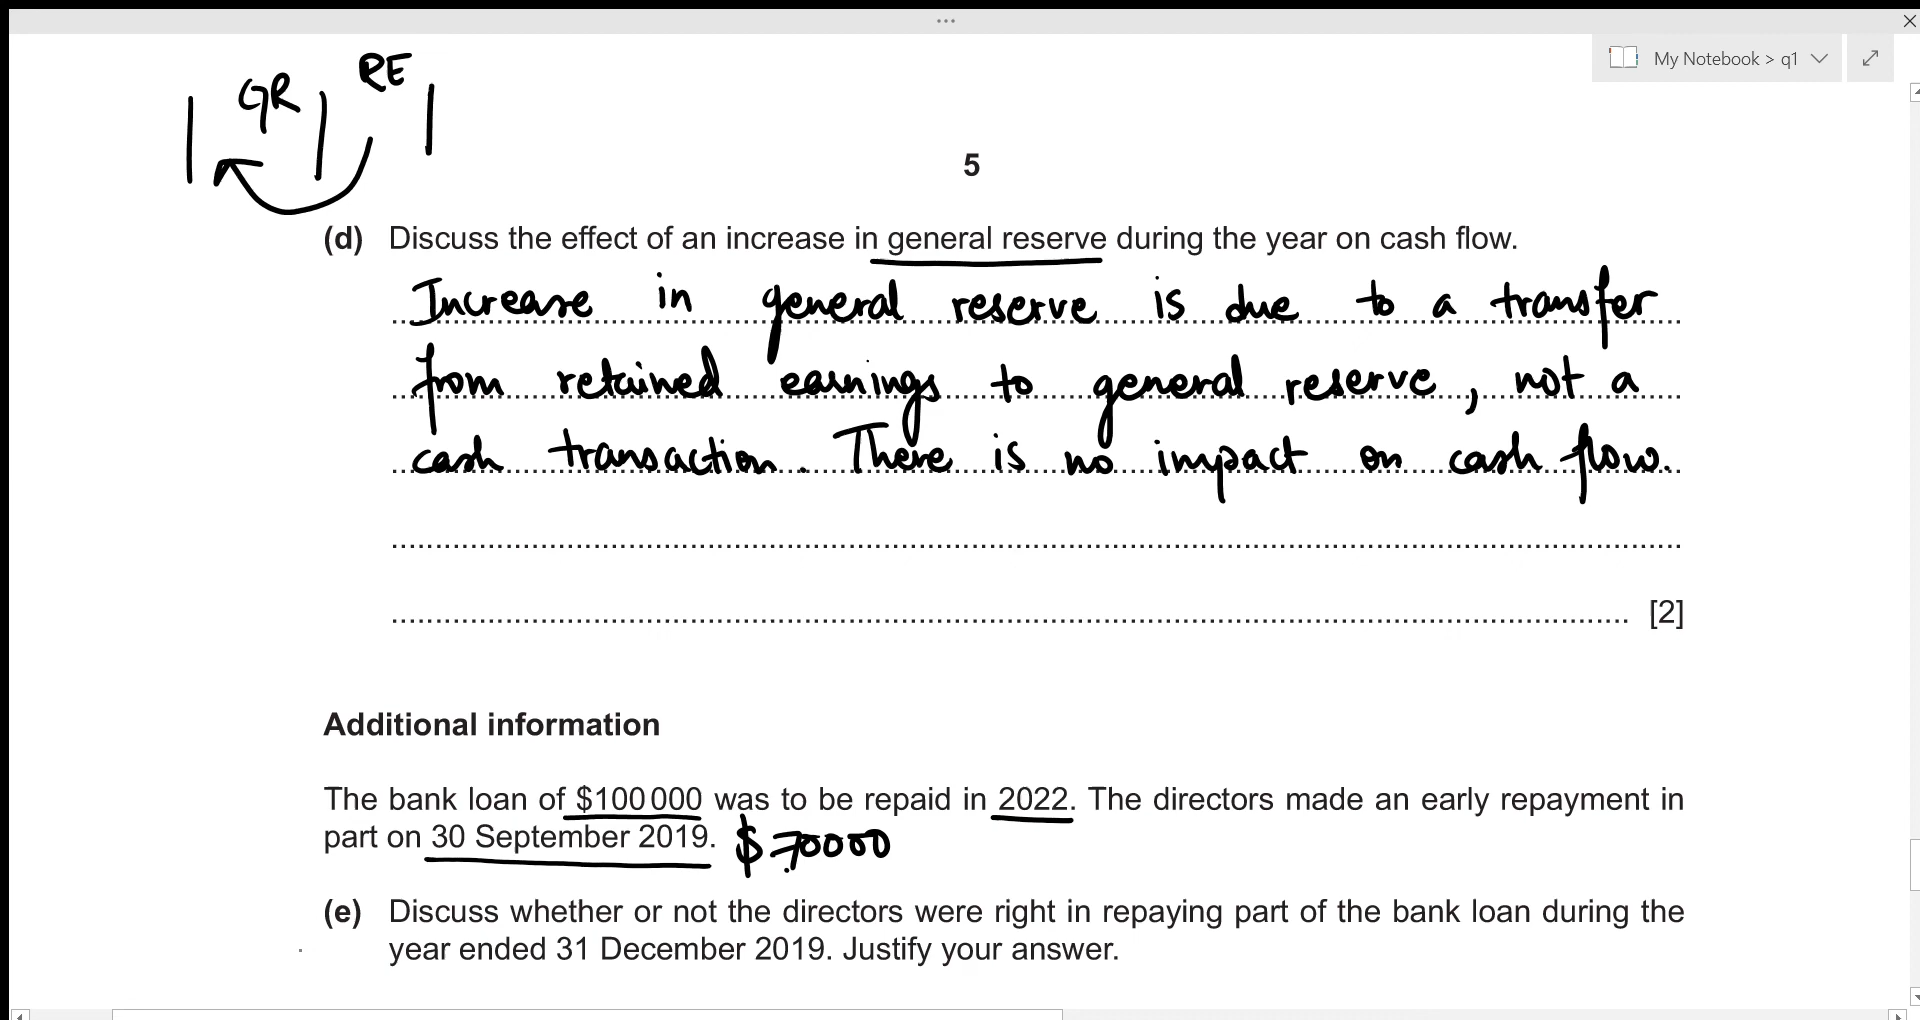 ...
My Notebook > q1
GR RE
5
(d) Discuss the effect of an increase in general reserve during the year on cash flow.
Increase in general reserve is due to a transfer
from retained earnings to general reserve, not a
cash transaction. There is no impact on cash flow.
[2]
Additional information
The bank loan of $100 000 was to be repaid in 2022. The directors made an early repayment in
part on 30 September 2019. $70000
(e) Discuss whether or not the directors were right in repaying part of the bank loan during the
year ended 31 December 2019. Justify your answer.